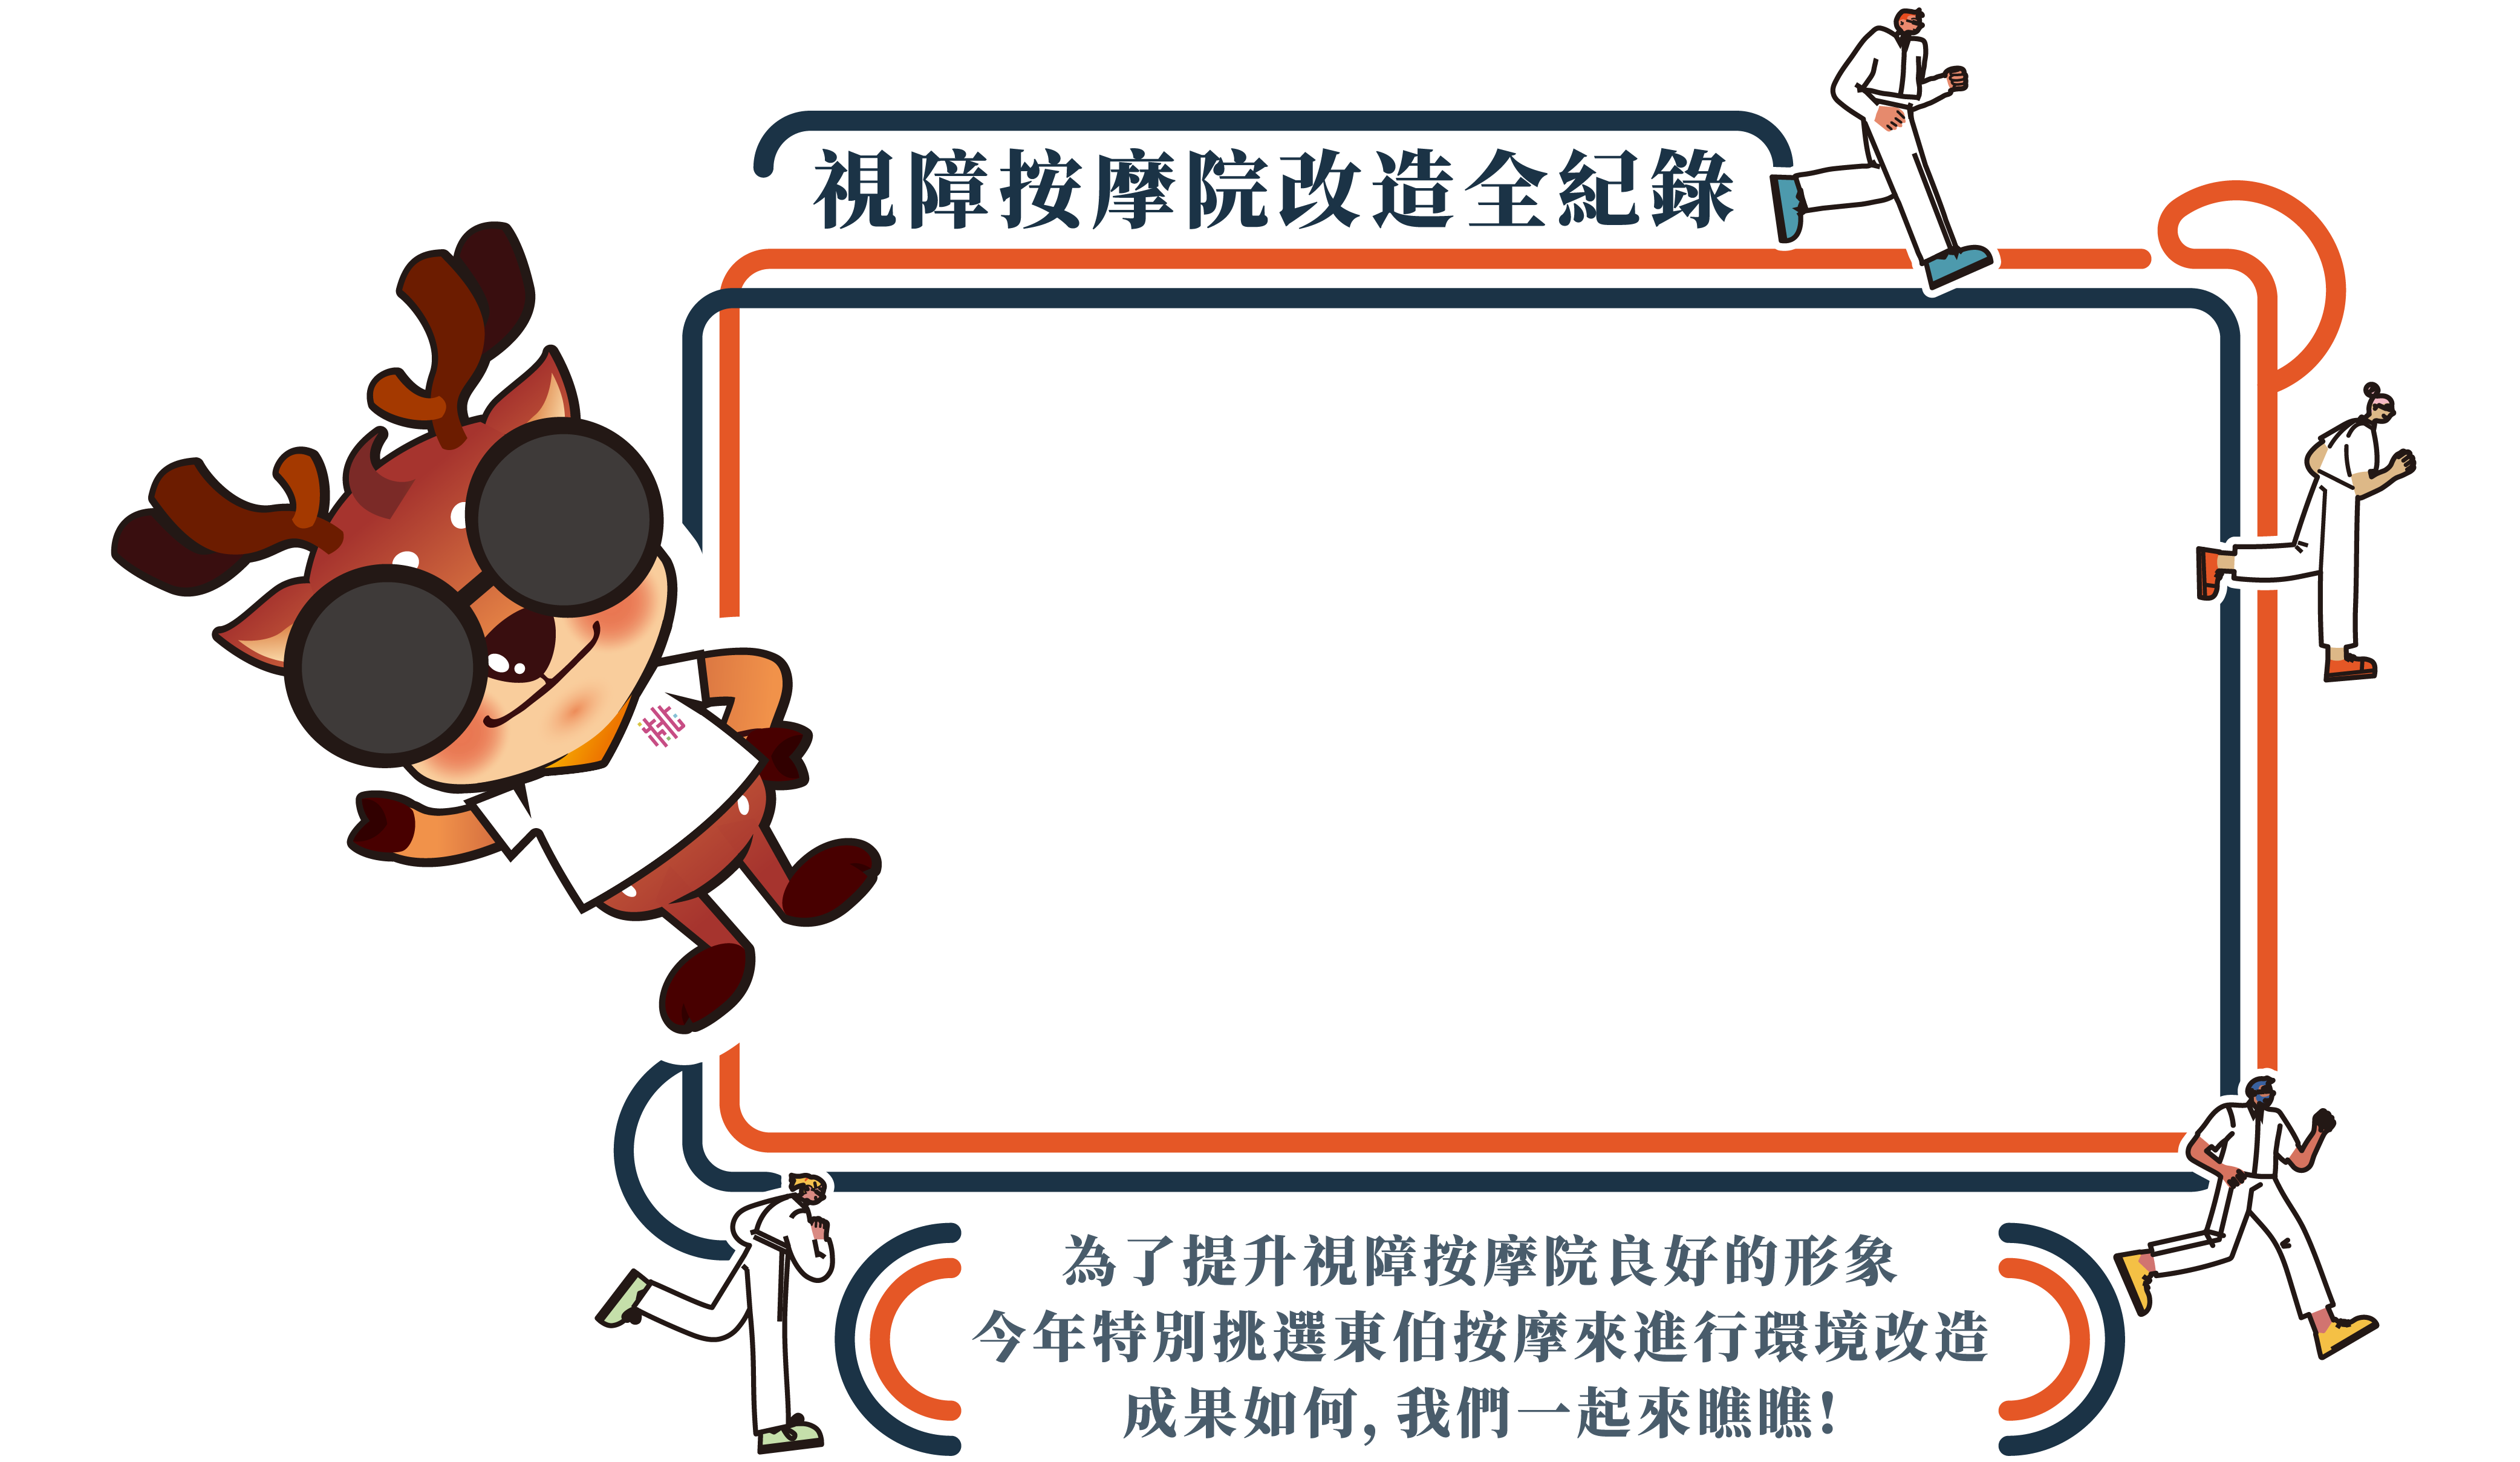 視障按摩院改造全紀錄
挑
為了提升視障按摩院良好的形象
今年特別挑選東伯按摩來進行環境改造
成果如何，我們一起來瞧瞧！